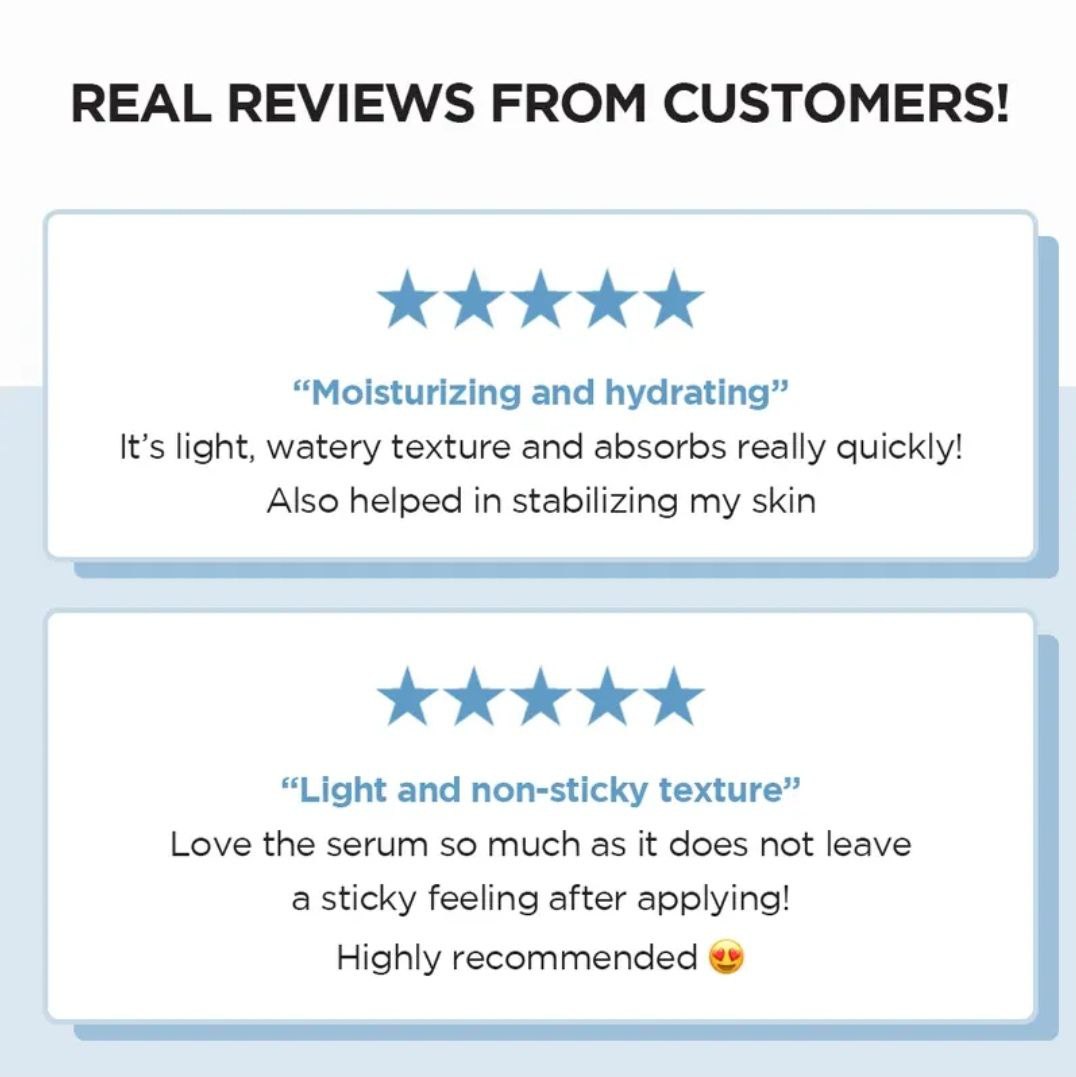 REAL REVIEWS FROM CUSTOMERS!
★★★★★
“Moisturizing and hydrating”
It’s light, watery texture and absorbs really quickly!
Also helped in stabilizing my skin
★★★★★
“Light and non-sticky texture”
Love the serum so much as it does not leave
a sticky feeling after applying!
Highly recommended 😍